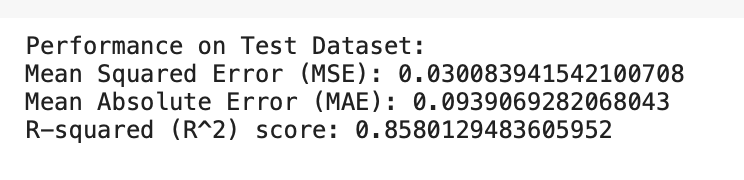 Performance on Test Dataset:
Mean Squared Error (MSE): 0.030083941542100708
Mean Absolute Error (MAE): 0.0939069282068043
R-squared (R^2) score: 0.8580129483605952